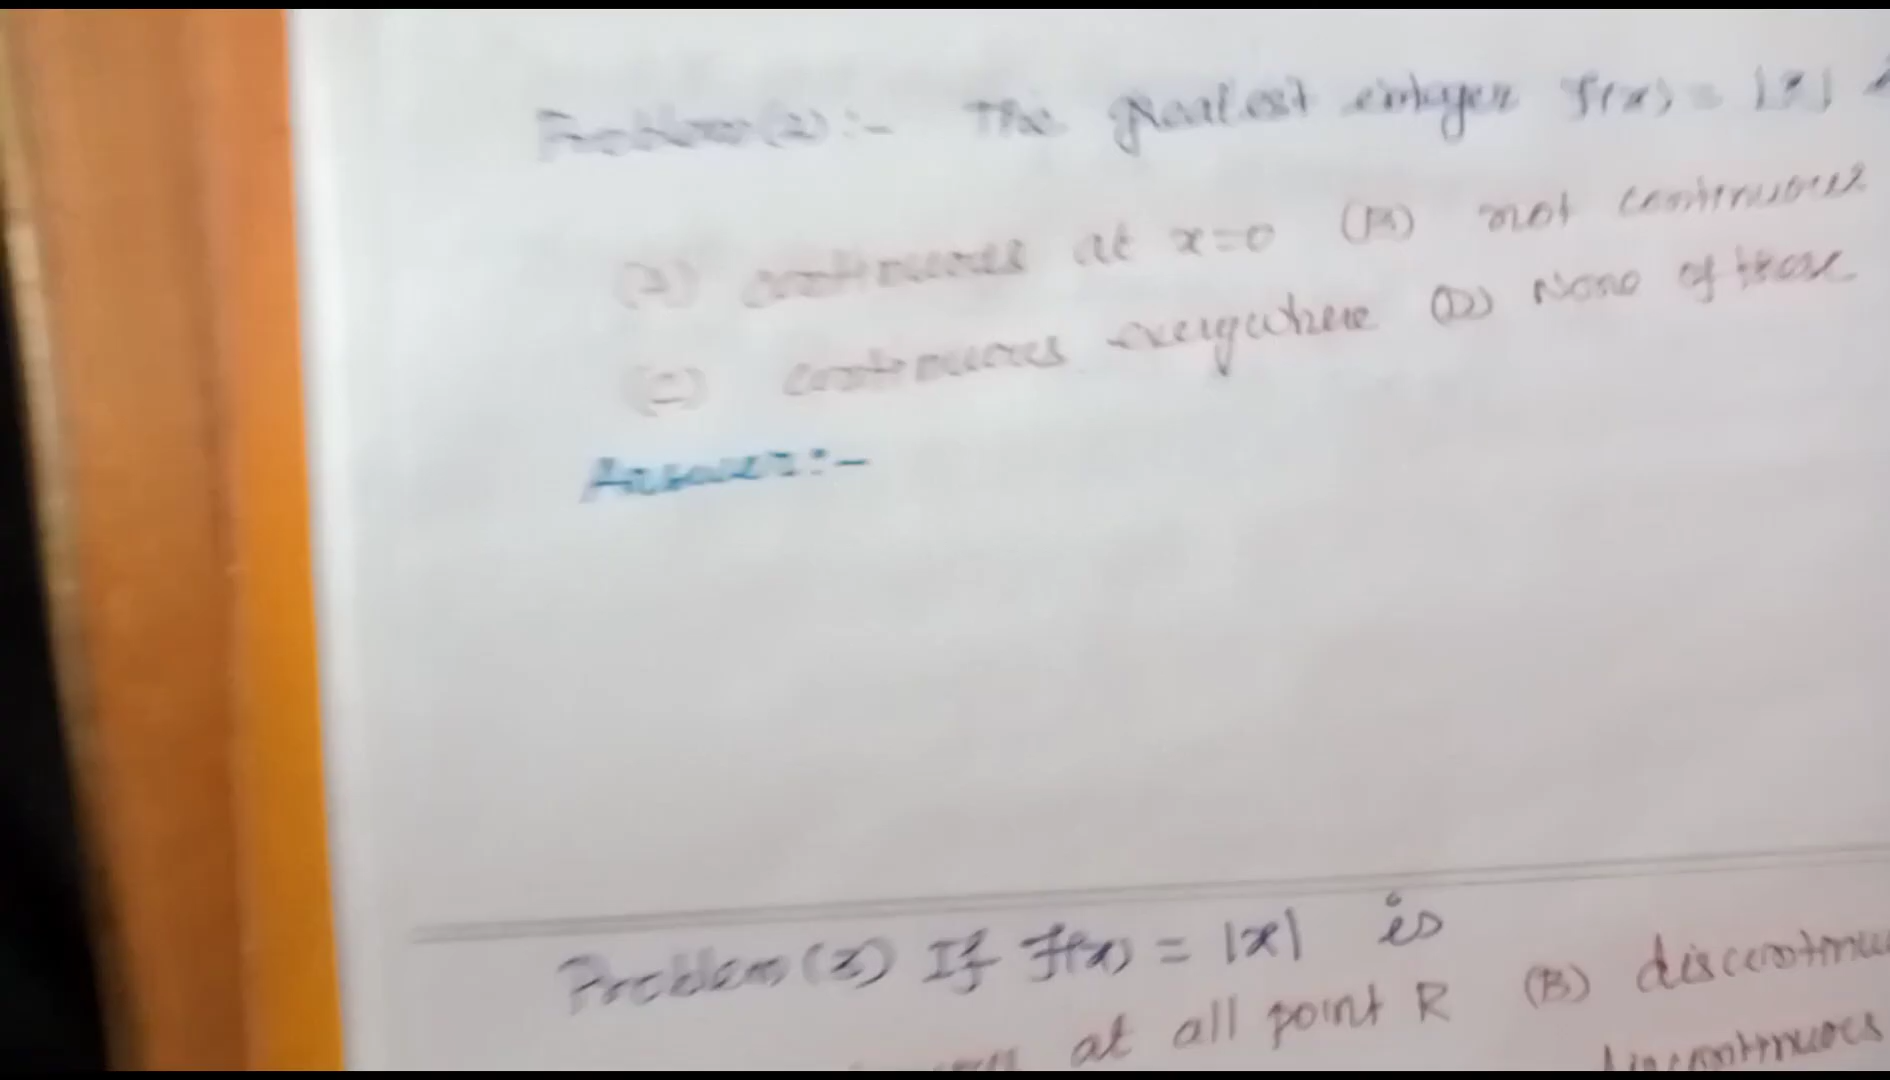 Problem(2):- The greatest integer f(x) = |x|
(A) continuous at x=0 (B) not continuous
(C) continuous everywhere (D) None of these
Answer:-
Problem(3) If f(x) = |x| is
at all point R (B) discontinu
discontinuous